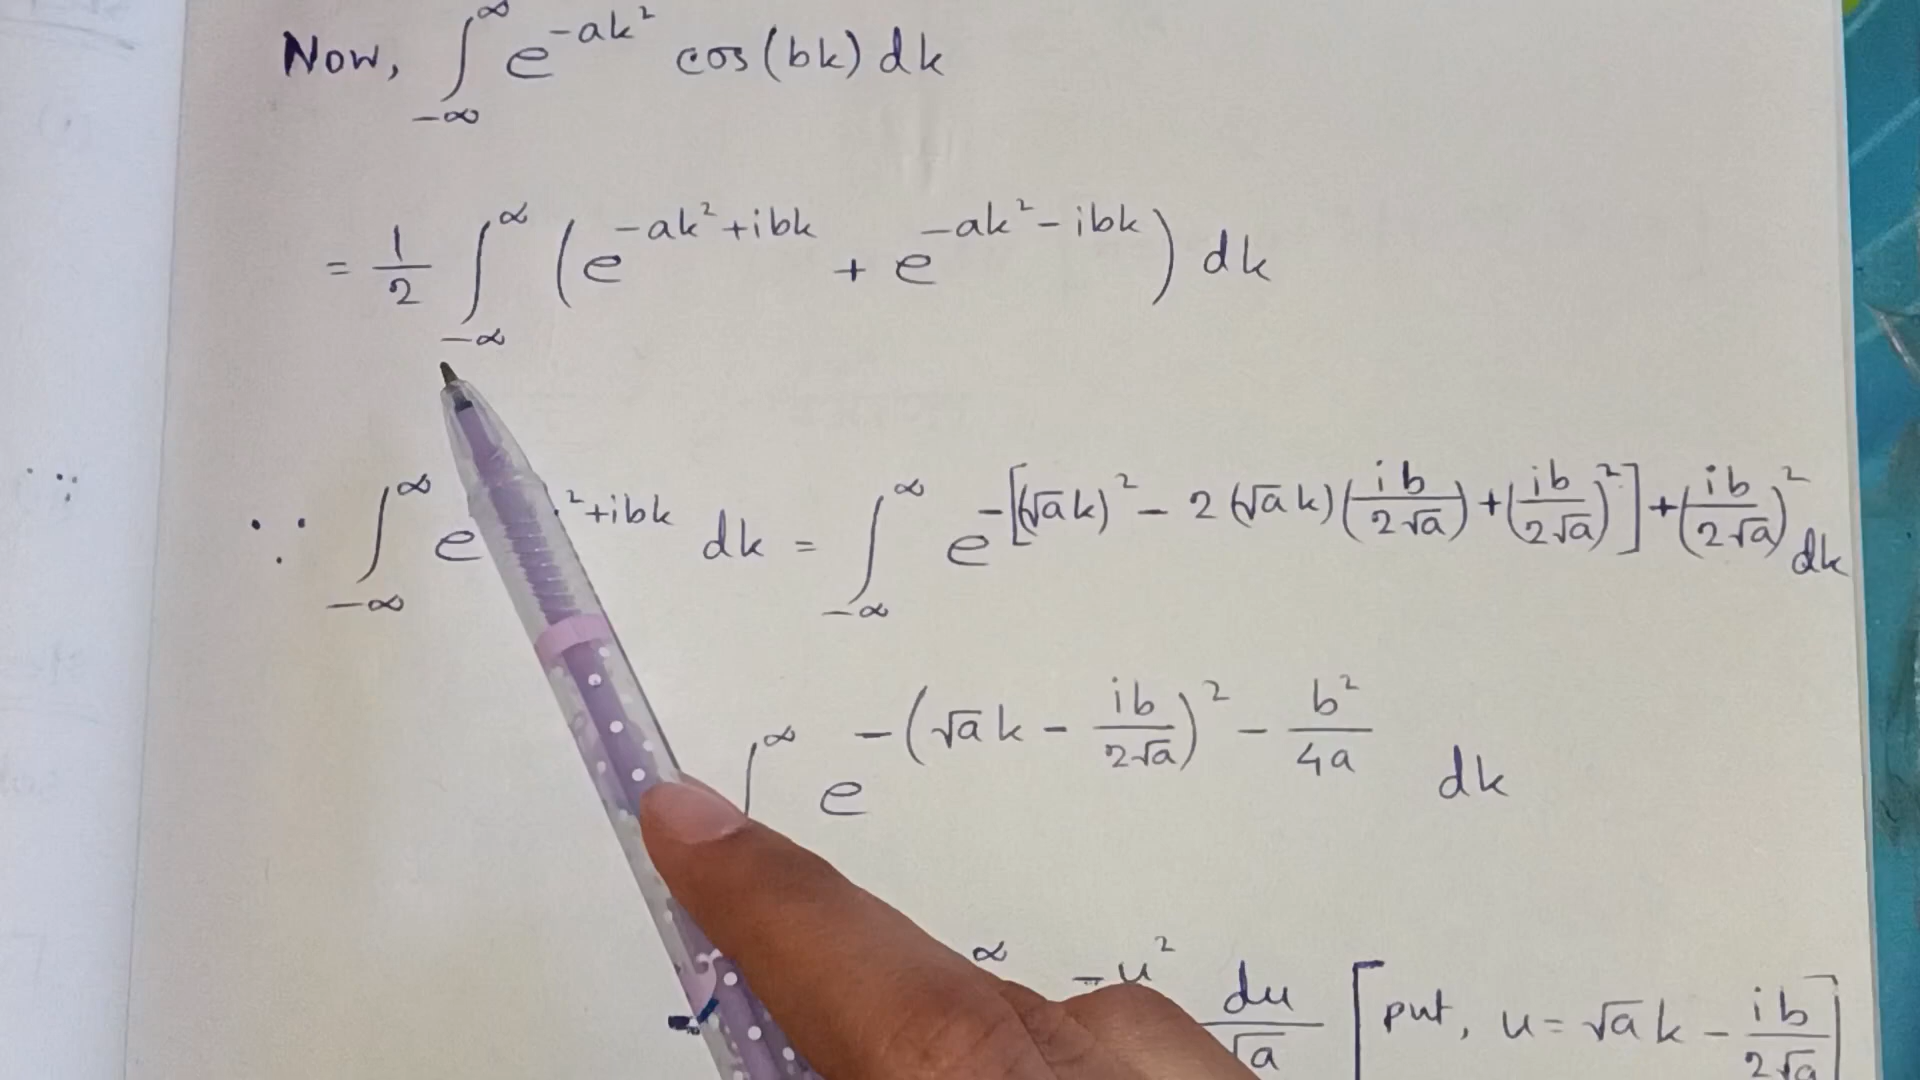 Now, ∫_{-∞}^{∞} e^{-ak²} cos(bk) dk
= 1/2 ∫_{-∞}^{∞} (e^{-ak²+ibk} + e^{-ak²-ibk}) dk
∵ ∫_{-∞}^{∞} e^{²+ibk} dk = ∫_{-∞}^{∞} e^{-[(√a k)² - 2(√a k)(ib/2√a) + (ib/2√a)²] + (ib/2√a)²} dk
∫^{∞} e^{-(√a k - ib/2√a)² - b²/4a} dk
∞ -u² du/√a [put, u = √a k - ib/2√a]